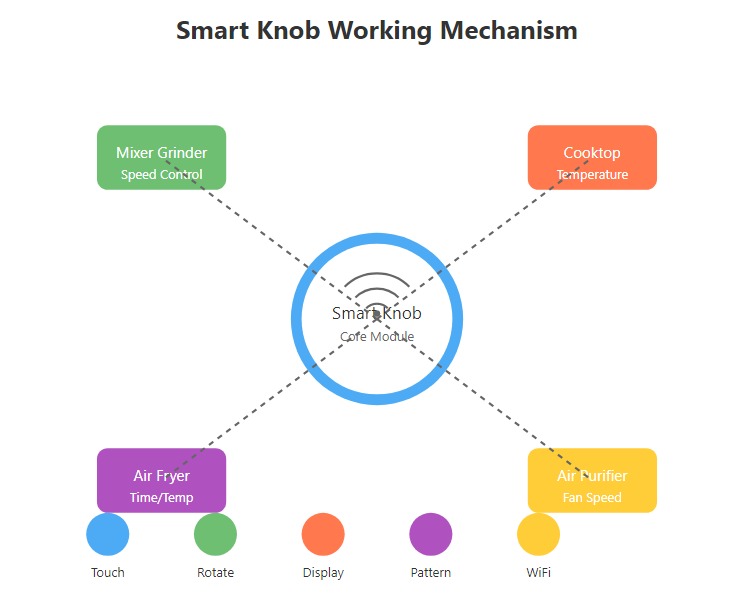 Smart Knob Working Mechanism
Mixer Grinder
Speed Control
Cooktop
Temperature
Smart Knob
Core Module
Air Fryer
Time/Temp
Air Purifier
Fan Speed
Touch
Rotate
Display
Pattern
WiFi